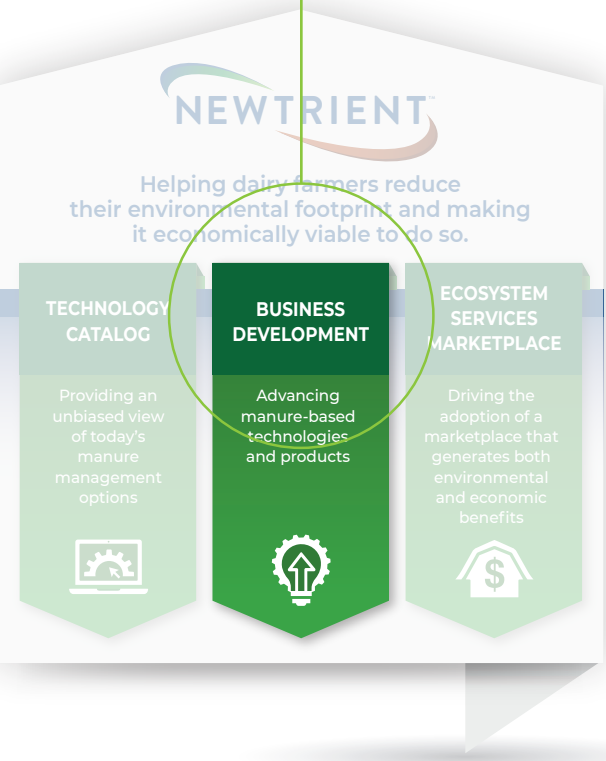 NEWTRIENT™
Helping dairy farmers reduce
their environmental footprint and making
it economically viable to do so.
TECHNOLOGY
CATALOG
Providing an
unbiased view
of today's
manure
management
options
BUSINESS
DEVELOPMENT
Advancing
manure-based
technologies
and products
ECOSYSTEM
SERVICES
MARKETPLACE
Driving the
adoption of a
marketplace that
generates both
environmental
and economic
benefits
$